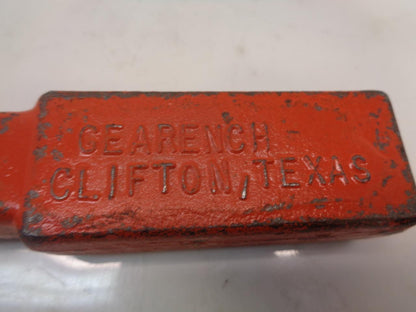 GEARENCH -
CLIFTON, TEXAS